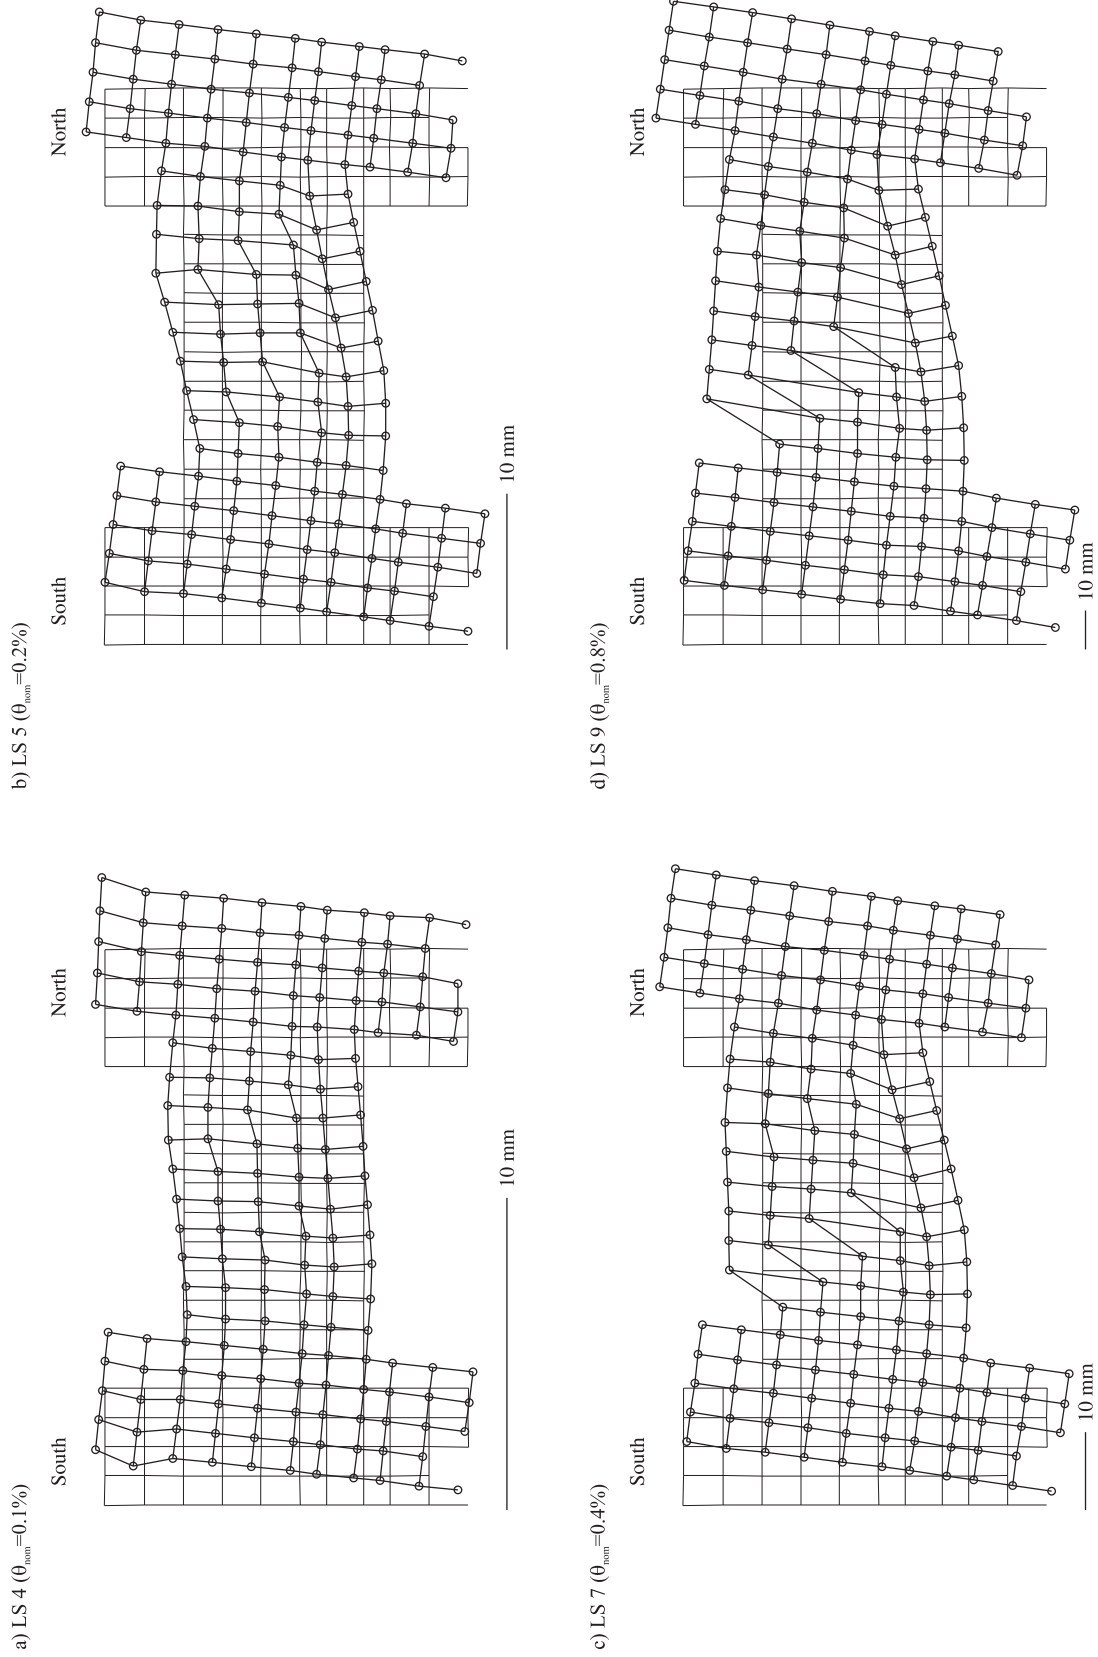 a) LS 4 (θnom=0.1%)
South
North
10 mm
b) LS 5 (θnom=0.2%)
South
North
10 mm
c) LS 7 (θnom=0.4%)
South
North
10 mm
d) LS 9 (θnom=0.8%)
South
North
10 mm